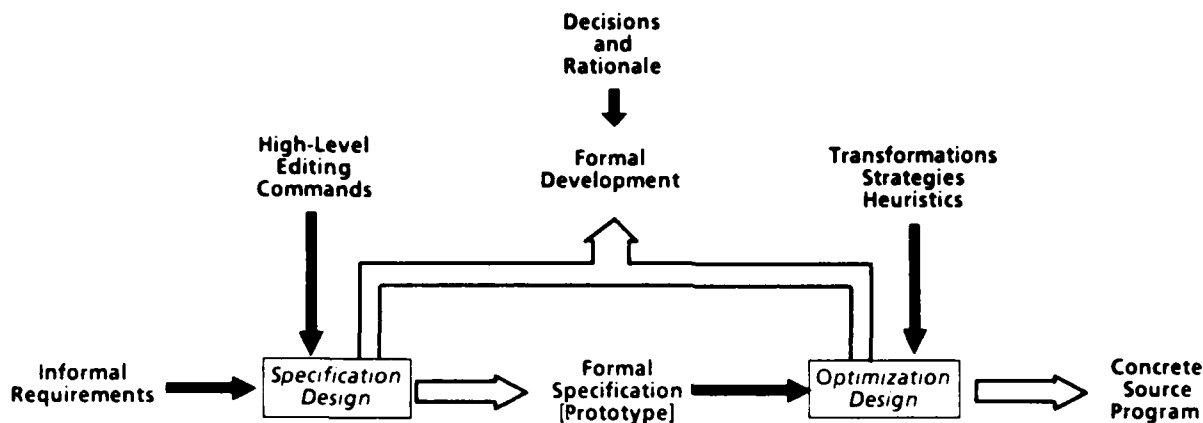 Decisions
and
Rationale
High-Level
Editing
Commands
Formal
Development
Transformations
Strategies
Heuristics
Informal
Requirements
Specification
Design
Formal
Specification
[Prototype]
Optimization
Design
Concrete
Source
Program